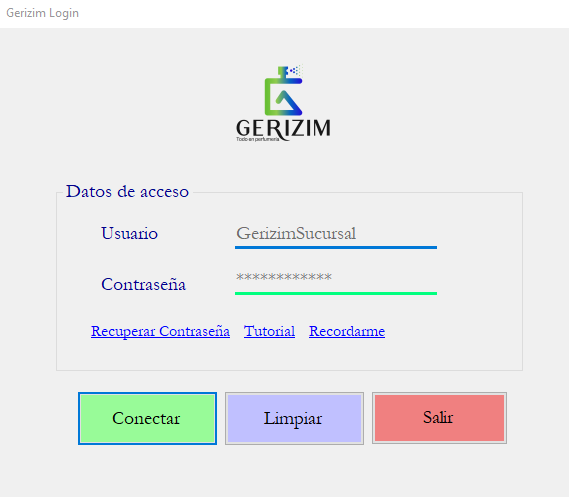 Gerizim Login
GERIZIM
Todo en perfumería
Datos de acceso
Usuario GerizimSucursal
Contraseña ************
Recuperar Contraseña Tutorial Recordarme
Conectar Limpiar Salir